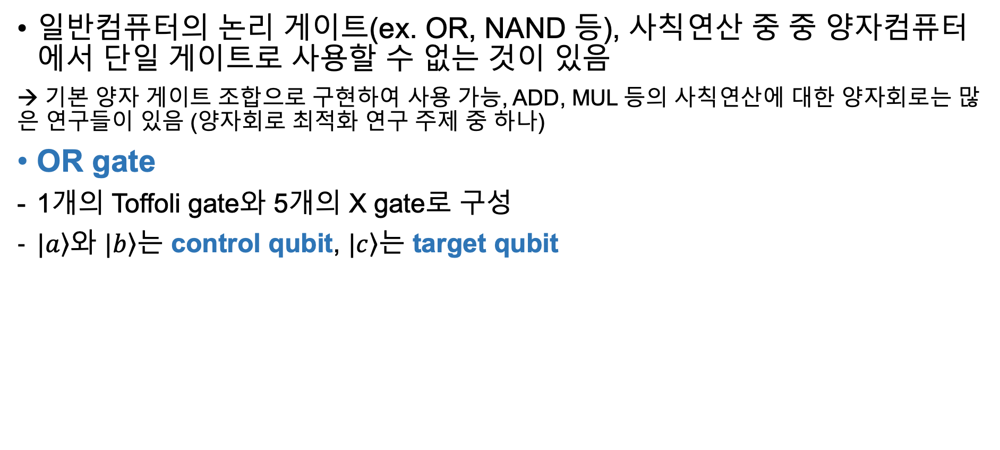 • 일반컴퓨터의 논리 게이트(ex. OR, NAND 등), 사칙연산 중 중 양자컴퓨터
에서 단일 게이트로 사용할 수 없는 것이 있음
→ 기본 양자 게이트 조합으로 구현하여 사용 가능, ADD, MUL 등의 사칙연산에 대한 양자회로는 많
은 연구들이 있음 (양자회로 최적화 연구 주제 중 하나)
• OR gate
- 1개의 Toffoli gate와 5개의 X gate로 구성
- |a⟩와 |b⟩는 control qubit, |c⟩는 target qubit